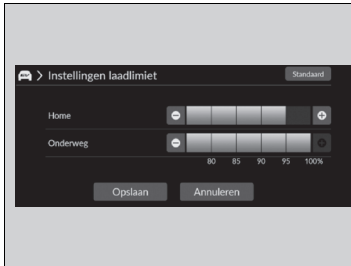 Instellingen laadlimiet
Standaard
Home
Onderweg
80 85 90 95 100%
Opslaan
Annuleren